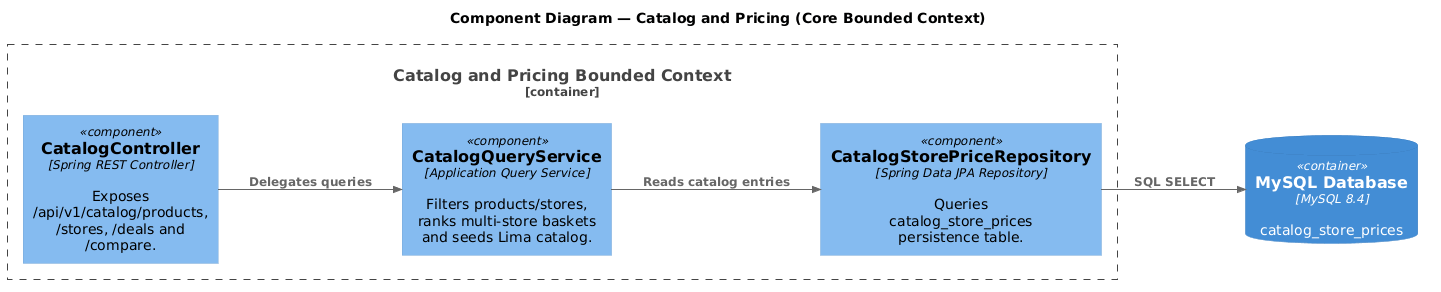 Component Diagram — Catalog and Pricing (Core Bounded Context)
Catalog and Pricing Bounded Context
[container]
«component»
CatalogController
[Spring REST Controller]
Exposes
/api/v1/catalog/products,
/stores, /deals and
/compare.
Delegates queries
«component»
CatalogQueryService
[Application Query Service]
Filters products/stores,
ranks multi-store baskets
and seeds Lima catalog.
Reads catalog entries
«component»
CatalogStorePriceRepository
[Spring Data JPA Repository]
Queries
catalog_store_prices
persistence table.
SQL SELECT
«container»
MySQL Database
[MySQL 8.4]
catalog_store_prices